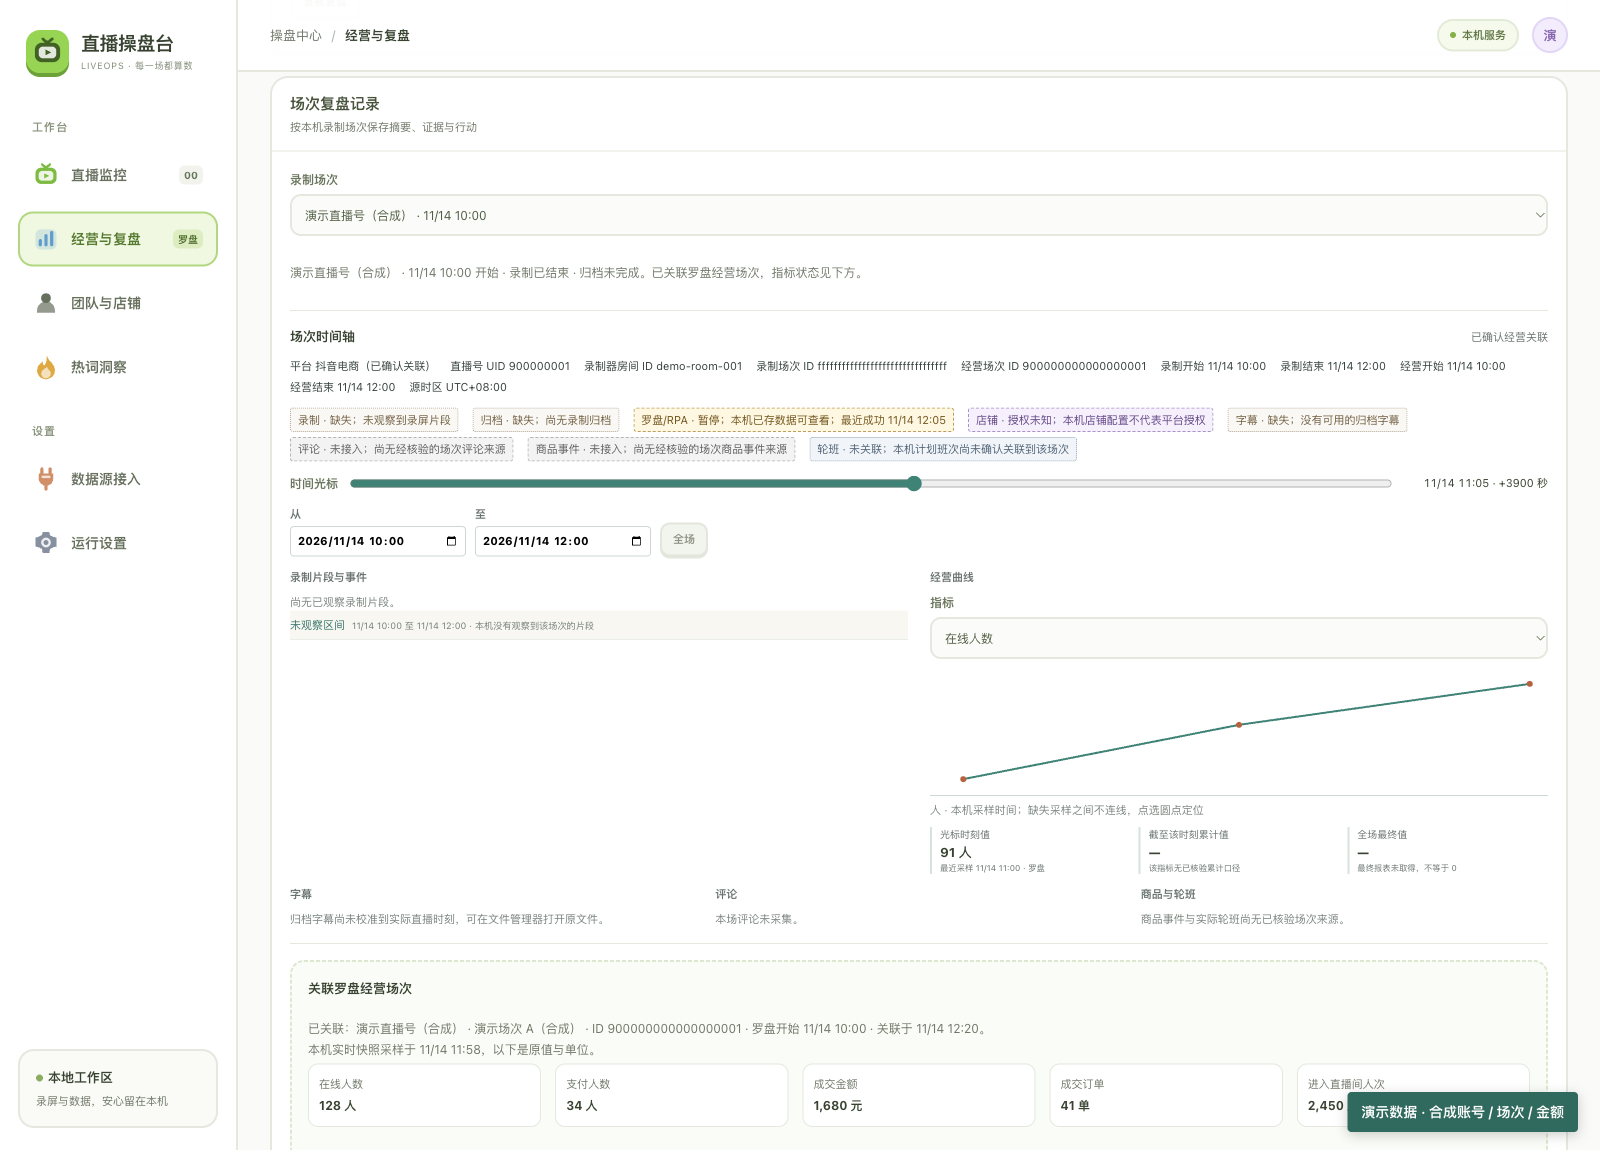 直播操盘台
LIVEOPS · 每一场都算数
工作台
直播监控 00
经营与复盘 罗盘
团队与店铺
热词洞察
设置
数据源接入
运行设置
本地工作区
录屏与数据，安心留在本机
操盘中心 / 经营与复盘
本机服务
演
场次复盘记录
按本机录制场次保存摘要、证据与行动
录制场次
演示直播号（合成） · 11/14 10:00
演示直播号（合成） · 11/14 10:00 开始 · 录制已结束 · 归档未完成。已关联罗盘经营场次，指标状态见下方。
场次时间轴
已确认经营关联
平台 抖音电商（已确认关联） 直播号 UID 900000001 录制器房间 ID demo-room-001 录制场次 ID ffffffffffffffffffffffffffffffff 经营场次 ID 900000000000000001 录制开始 11/14 10:00 录制结束 11/14 12:00 经营开始 11/14 10:00
经营结束 11/14 12:00 源时区 UTC+08:00
录制 · 缺失；未观察到录屏片段 归档 · 缺失；尚无录制归档 罗盘/RPA · 暂停；本机已存数据可查看；最近成功 11/14 12:05 店铺 · 授权未知；本机店铺配置不代表平台授权 字幕 · 缺失；没有可用的归档字幕
评论 · 未接入；尚无经核验的场次评论来源 商品事件 · 未接入；尚无经核验的场次商品事件来源 轮班 · 未关联；本机计划班次尚未确认关联到该场次
时间光标 11/14 11:05 · +3900 秒
从 至
2026/11/14 10:00 2026/11/14 12:00 全场
录制片段与事件
尚无已观察录制片段。
未观察区间 11/14 10:00 至 11/14 12:00 · 本机没有观察到该场次的片段
经营曲线
指标
在线人数
人 · 本机采样时间；缺失采样之间不连线，点选圆点定位
光标时刻值
91 人
最近采样 11/14 11:00 · 罗盘
截至该时刻累计值
—
该指标无已核验累计口径
全场最终值
—
最终报表未取得，不等于 0
字幕
归档字幕尚未校准到实际直播时刻，可在文件管理器打开原文件。
评论
本场评论未采集。
商品与轮班
商品事件与实际轮班尚无已核验场次来源。
关联罗盘经营场次
已关联：演示直播号（合成） · 演示场次 A（合成） · ID 900000000000000001 · 罗盘开始 11/14 10:00 · 关联于 11/14 12:20。
本机实时快照采样于 11/14 11:58，以下是原值与单位。
在线人数
128 人
支付人数
34 人
成交金额
1,680 元
成交订单
41 单
进入直播间人次
2,450
演示数据 · 合成账号 / 场次 / 金额